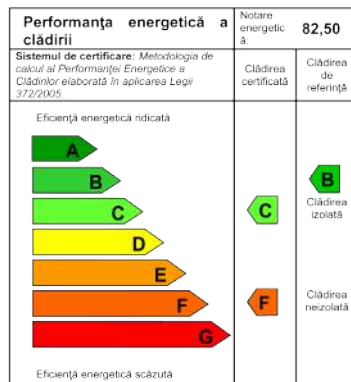 Performanţa energetică a
clădirii
Notare
energetic
ă:
82,50
Sistemul de certificare: Metodologia de
calcul al Performanţei Energetice a
Clădirilor elaborată în aplicarea Legii
372/2005
Clădirea
certificată
Clădirea
de
referinţă
Eficienţă energetică ridicată
A
B
B
C
C
Clădirea
izolată
D
E
F
F
Clădirea
neizolată
G
Eficienţă energetică scăzută